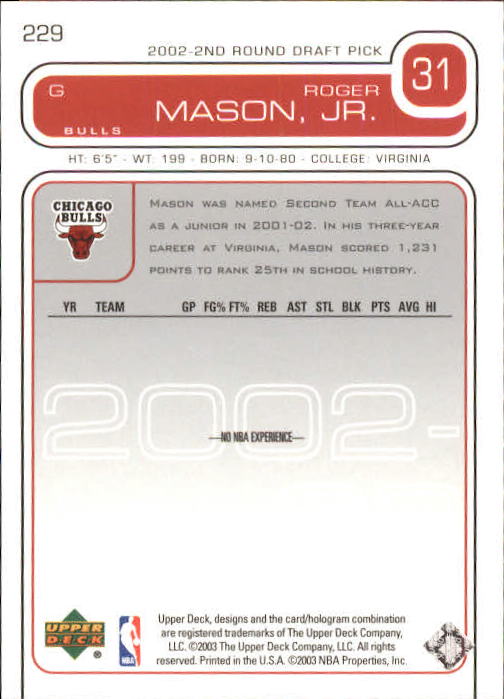 229
2002-2ND ROUND DRAFT PICK
31
G
ROGER
MASON, JR.
BULLS
HT: 6'5" - WT: 199 - BORN: 9-10-80 - COLLEGE: VIRGINIA
CHICAGO
BULLS
MASON WAS NAMED SECOND TEAM ALL-ACC
AS A JUNIOR IN 2001-02. IN HIS THREE-YEAR
CAREER AT VIRGINIA, MASON SCORED 1,231
POINTS TO RANK 25TH IN SCHOOL HISTORY.
YR TEAM GP FG% FT% REB AST STL BLK PTS AVG HI
2002-
—NO NBA EXPERIENCE—
UPPER
DECK
®
NBA
Upper Deck, designs and the card/hologram combination
are registered trademarks of The Upper Deck Company,
LLC. ©2003 The Upper Deck Company, LLC. All rights
reserved. Printed in the U.S.A. ©2003 NBA Properties, Inc.